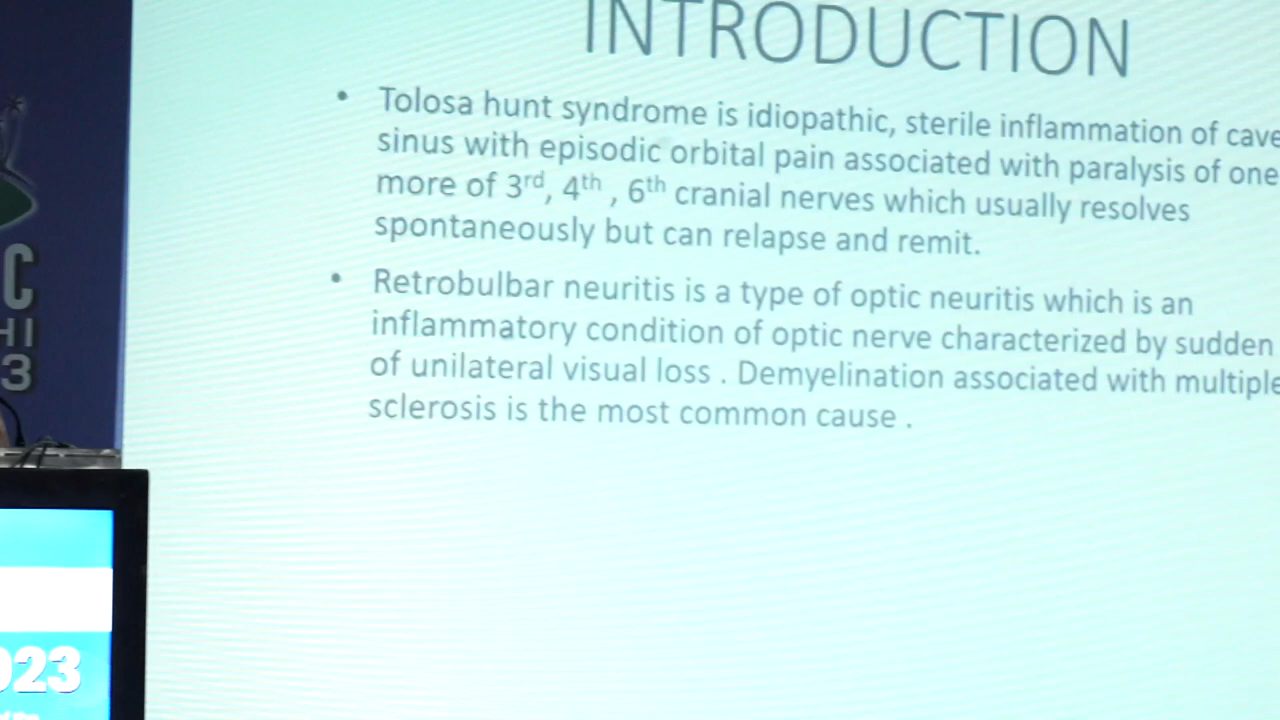 INTRODUCTION
• Tolosa hunt syndrome is idiopathic, sterile inflammation of cave
sinus with episodic orbital pain associated with paralysis of one
more of 3rd, 4th , 6th cranial nerves which usually resolves
spontaneously but can relapse and remit.
• Retrobulbar neuritis is a type of optic neuritis which is an
inflammatory condition of optic nerve characterized by sudden
of unilateral visual loss . Demyelination associated with multiple
sclerosis is the most common cause .
C
HI
3
023